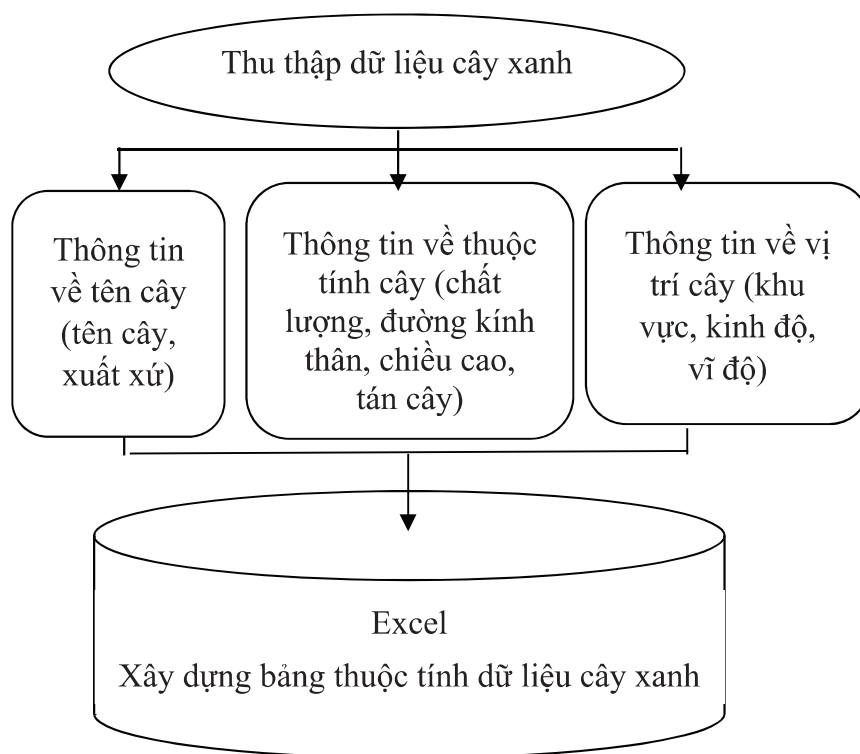 Thu thập dữ liệu cây xanh
Thông tin
về tên cây
(tên cây,
xuất xứ)
Thông tin về thuộc
tính cây (chất
lượng, đường kính
thân, chiều cao,
tán cây)
Thông tin về vị
trí cây (khu
vực, kinh độ,
vĩ độ)
Excel
Xây dựng bảng thuộc tính dữ liệu cây xanh